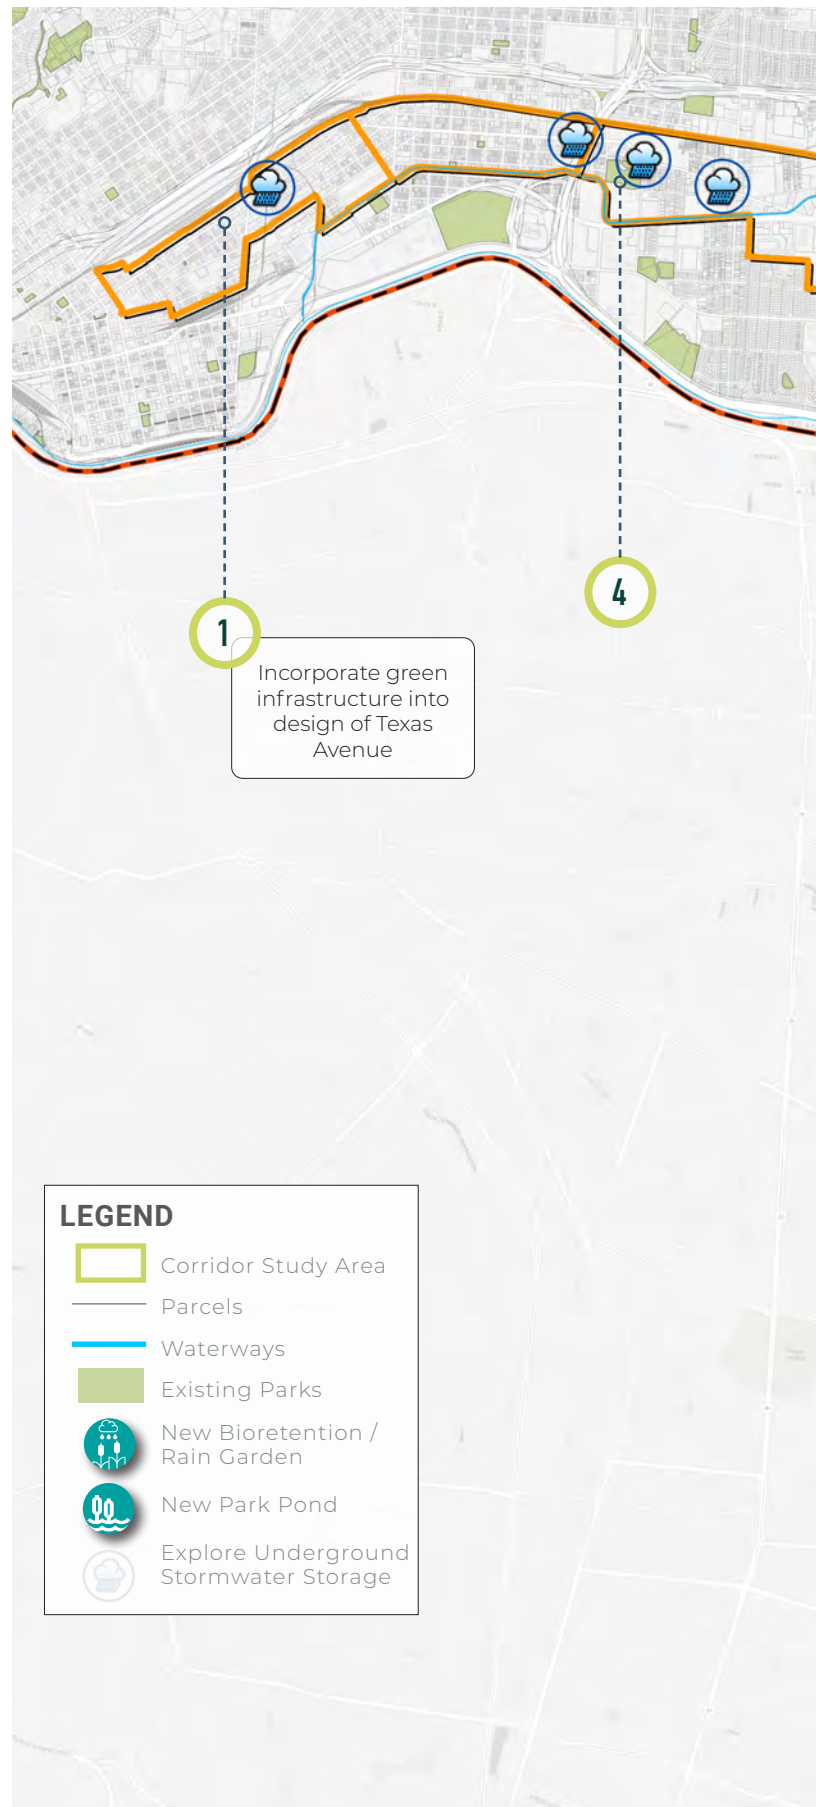 1
4
Incorporate green
infrastructure into
design of Texas
Avenue
LEGEND
Corridor Study Area
Parcels
Waterways
Existing Parks
New Bioretention /
Rain Garden
New Park Pond
Explore Underground
Stormwater Storage